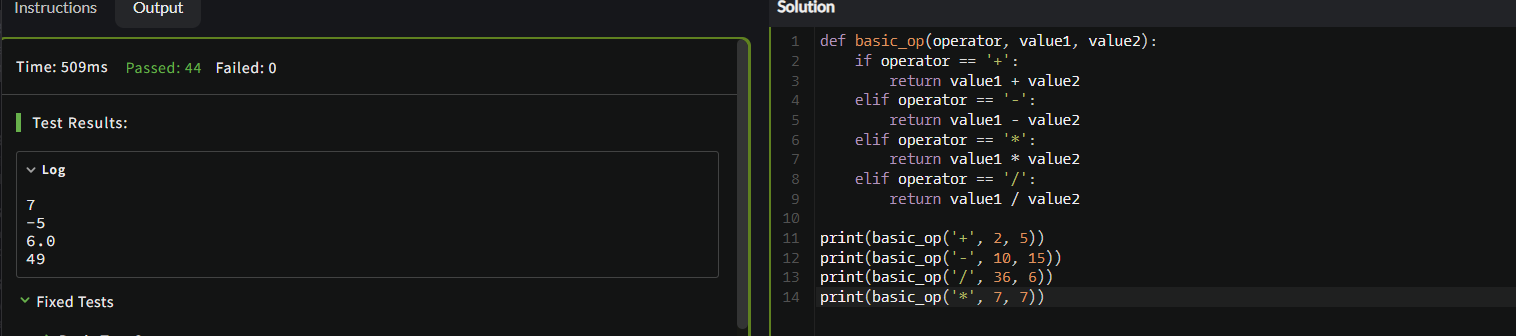 Instructions Output
Time: 509ms Passed: 44 Failed: 0
Test Results:
Log
7
-5
6.0
49
Fixed Tests
Solution
1 def basic_op(operator, value1, value2):
2     if operator == '+':
3         return value1 + value2
4     elif operator == '-':
5         return value1 - value2
6     elif operator == '*':
7         return value1 * value2
8     elif operator == '/':
9         return value1 / value2
10
11 print(basic_op('+', 2, 5))
12 print(basic_op('-', 10, 15))
13 print(basic_op('/', 36, 6))
14 print(basic_op('*', 7, 7))